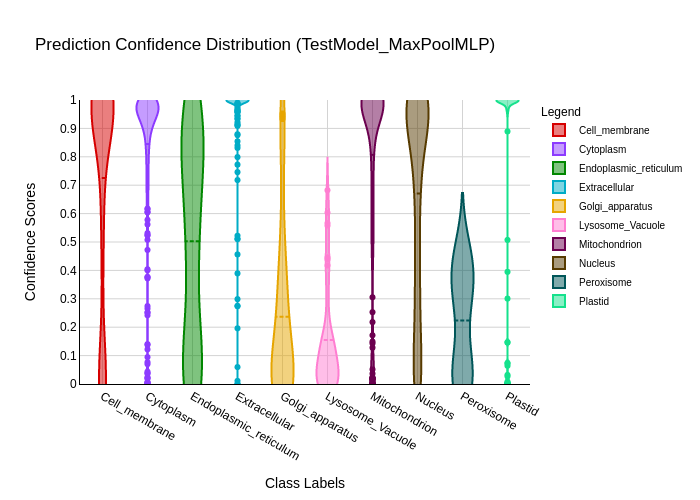 Prediction Confidence Distribution (TestModel_MaxPoolMLP)
Confidence Scores
1
0.9
0.8
0.7
0.6
0.5
0.4
0.3
0.2
0.1
0
Cell_membrane
Cytoplasm
Endoplasmic_reticulum
Extracellular
Golgi_apparatus
Lysosome_Vacuole
Mitochondrion
Nucleus
Peroxisome
Plastid
Class Labels
Legend
Cell_membrane
Cytoplasm
Endoplasmic_reticulum
Extracellular
Golgi_apparatus
Lysosome_Vacuole
Mitochondrion
Nucleus
Peroxisome
Plastid